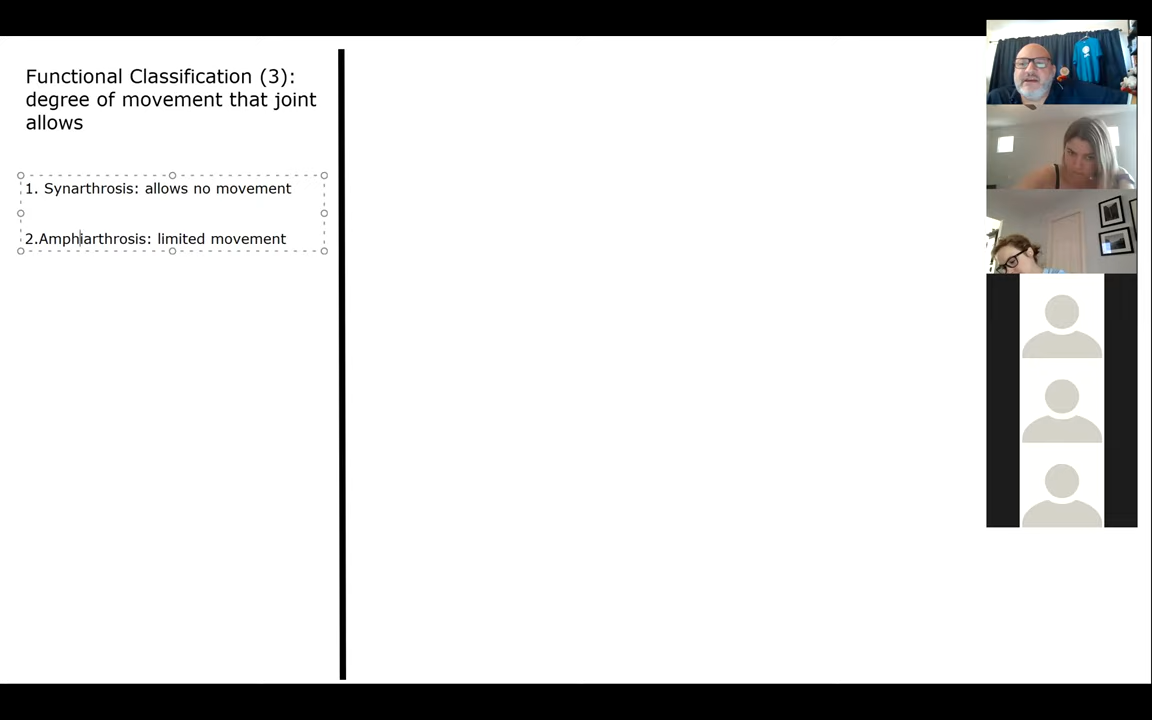 Functional Classification (3):
degree of movement that joint
allows
1. Synarthrosis: allows no movement
2.Amphiarthrosis: limited movement